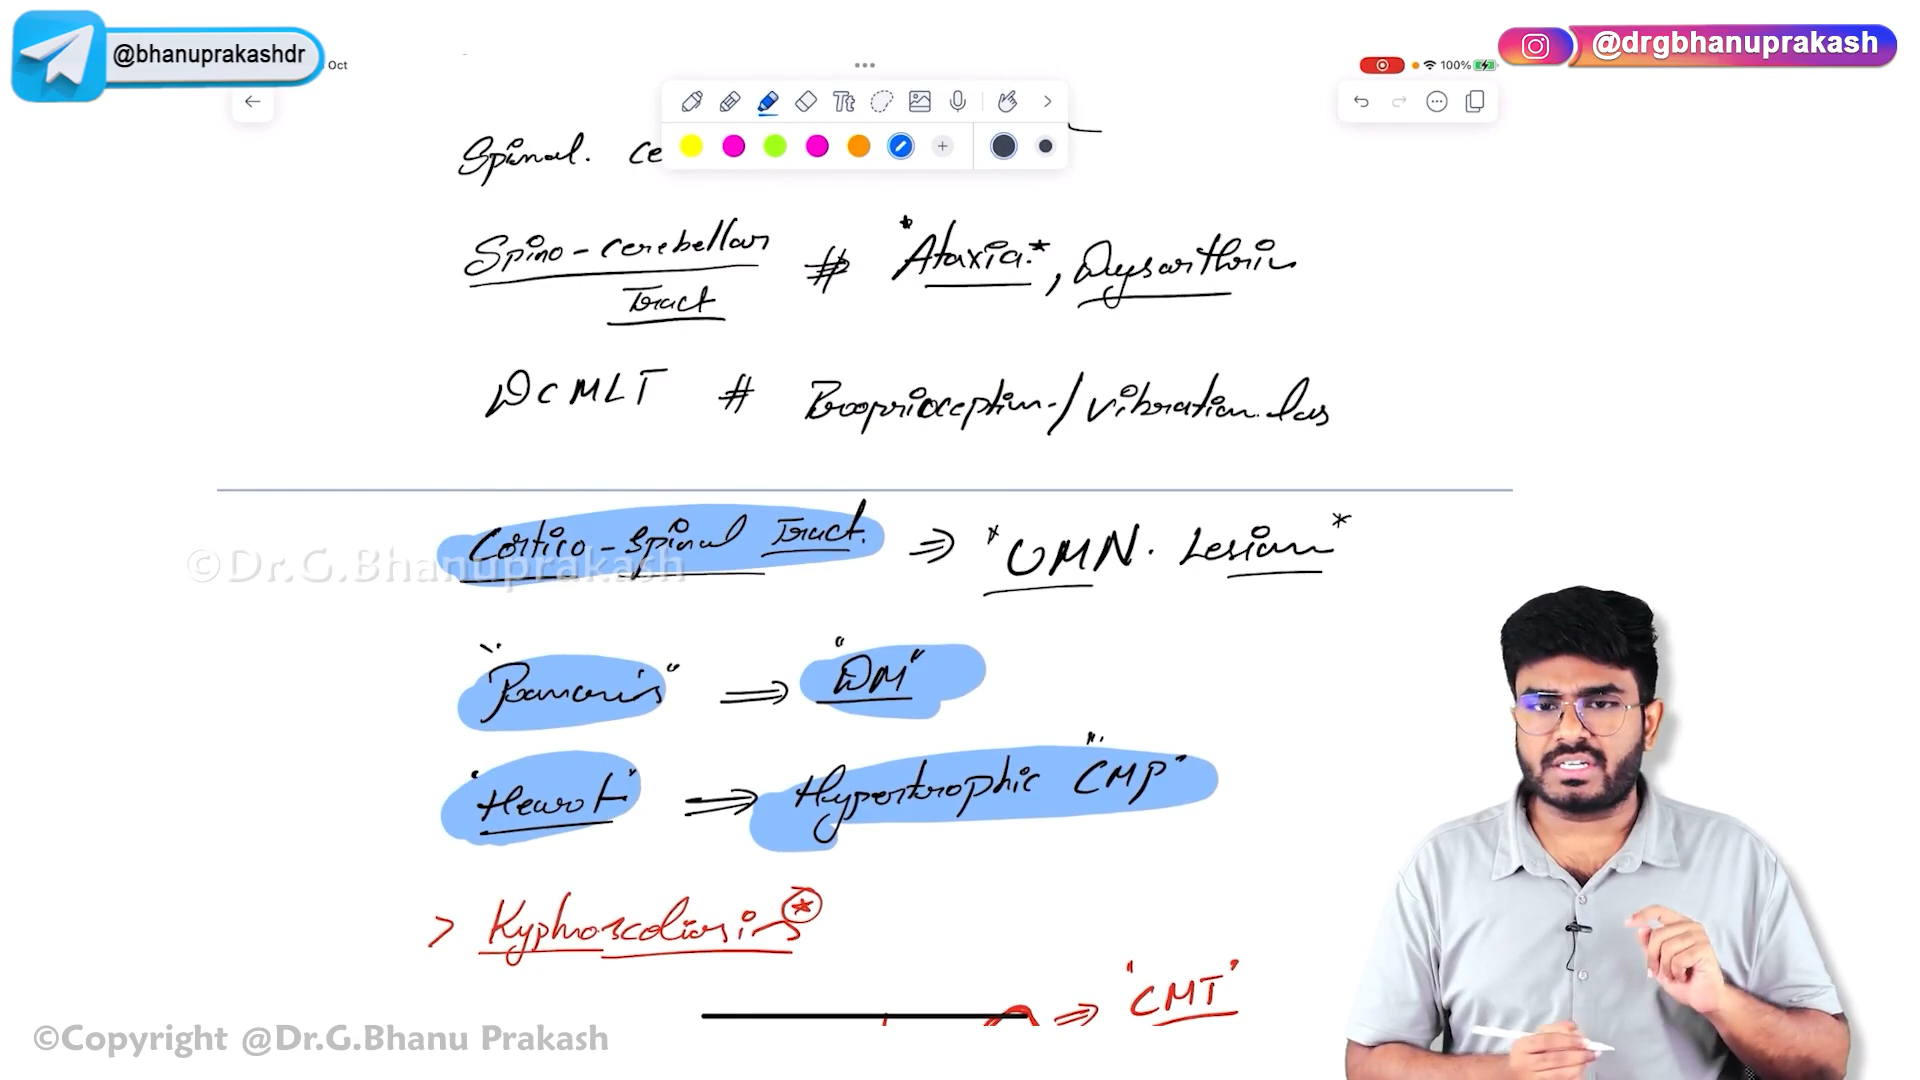 @bhanuprakashdr
Oct
100%
@drgbhanuprakash
Tt
Spinal. Ce
Spino-cerebellar # *Ataxia.*, Dysarthria
Tract
DCMLT # Proprioception/Vibration. loss
Cortico-Spinal Tract. ⇒ *UMN. Lesion*
©Dr.G.Bhanuprakash
"Pancreas" ⇒ "DM"
"Heart" ⇒ Hypertrophic "CMP"
> Kyphoscoliosis*
⇒ "CMT"
©Copyright @Dr.G.Bhanu Prakash